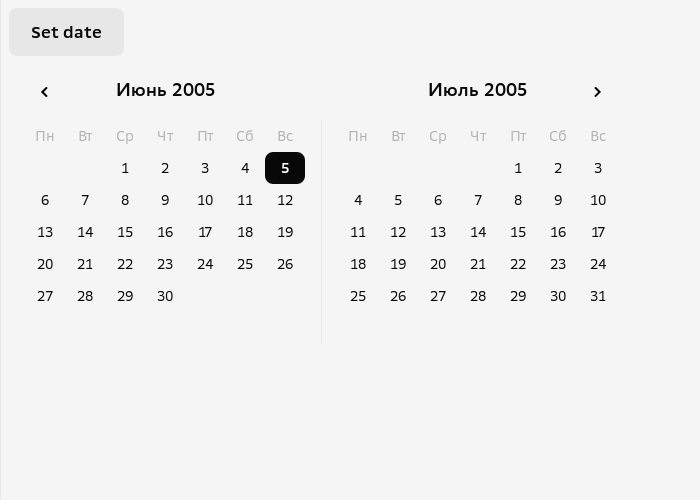 Set date
Июнь 2005
Июль 2005
Пн Вт Ср Чт Пт Сб Вс
1 2 3 4 5
6 7 8 9 10 11 12
13 14 15 16 17 18 19
20 21 22 23 24 25 26
27 28 29 30
Пн Вт Ср Чт Пт Сб Вс
1 2 3
4 5 6 7 8 9 10
11 12 13 14 15 16 17
18 19 20 21 22 23 24
25 26 27 28 29 30 31